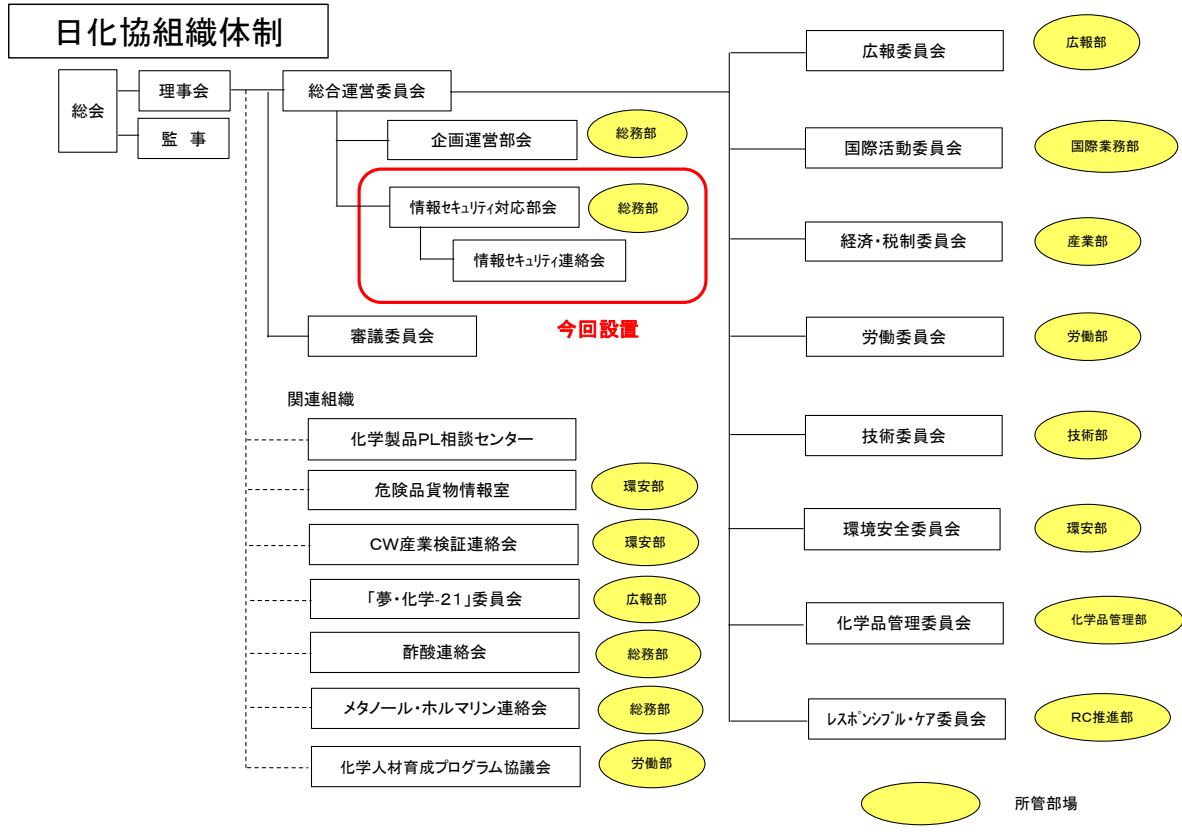 日化協組織体制
総会
理事会
監　事
総合運営委員会
企画運営部会
総務部
情報セキュリティ対応部会
総務部
情報セキュリティ連絡会
今回設置
審議委員会
関連組織
化学製品PL相談センター
危険品貨物情報室
環安部
CW産業検証連絡会
環安部
「夢・化学-21」委員会
広報部
酢酸連絡会
総務部
メタノール・ホルマリン連絡会
総務部
化学人材育成プログラム協議会
労働部
広報委員会
広報部
国際活動委員会
国際業務部
経済・税制委員会
産業部
労働委員会
労働部
技術委員会
技術部
環境安全委員会
環安部
化学品管理委員会
化学品管理部
レスポンシブル・ケア委員会
RC推進部
所管部場